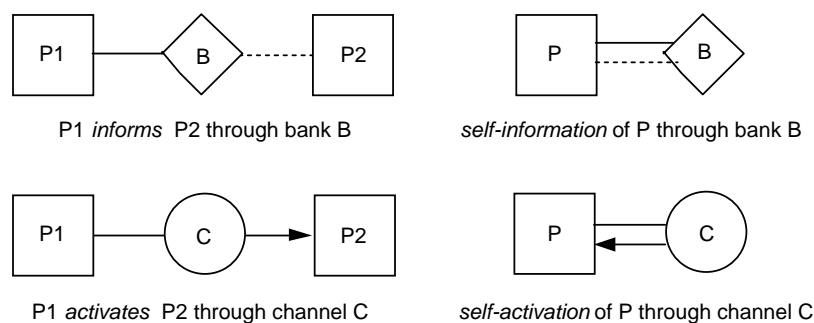 P1 B P2 P B
P1 informs P2 through bank B self-information of P through bank B
P1 C P2 P C
P1 activates P2 through channel C self-activation of P through channel C